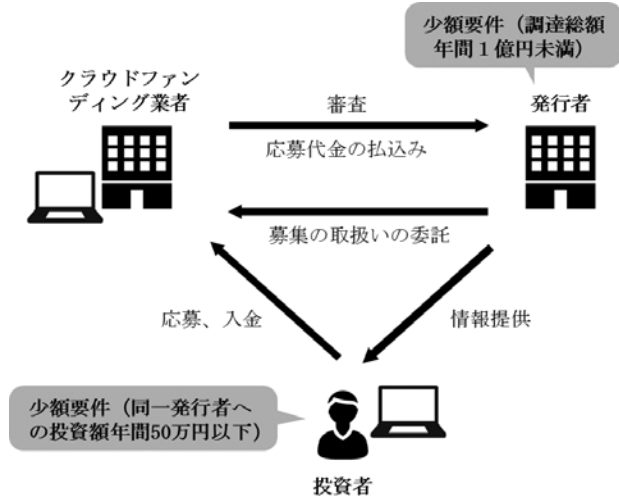 少額要件（調達総額
年間１億円未満）
クラウドファン
ディング業者
審査
発行者
応募代金の払込み
募集の取扱いの委託
応募、入金
情報提供
少額要件（同一発行者へ
の投資額年間50万円以下）
投資者